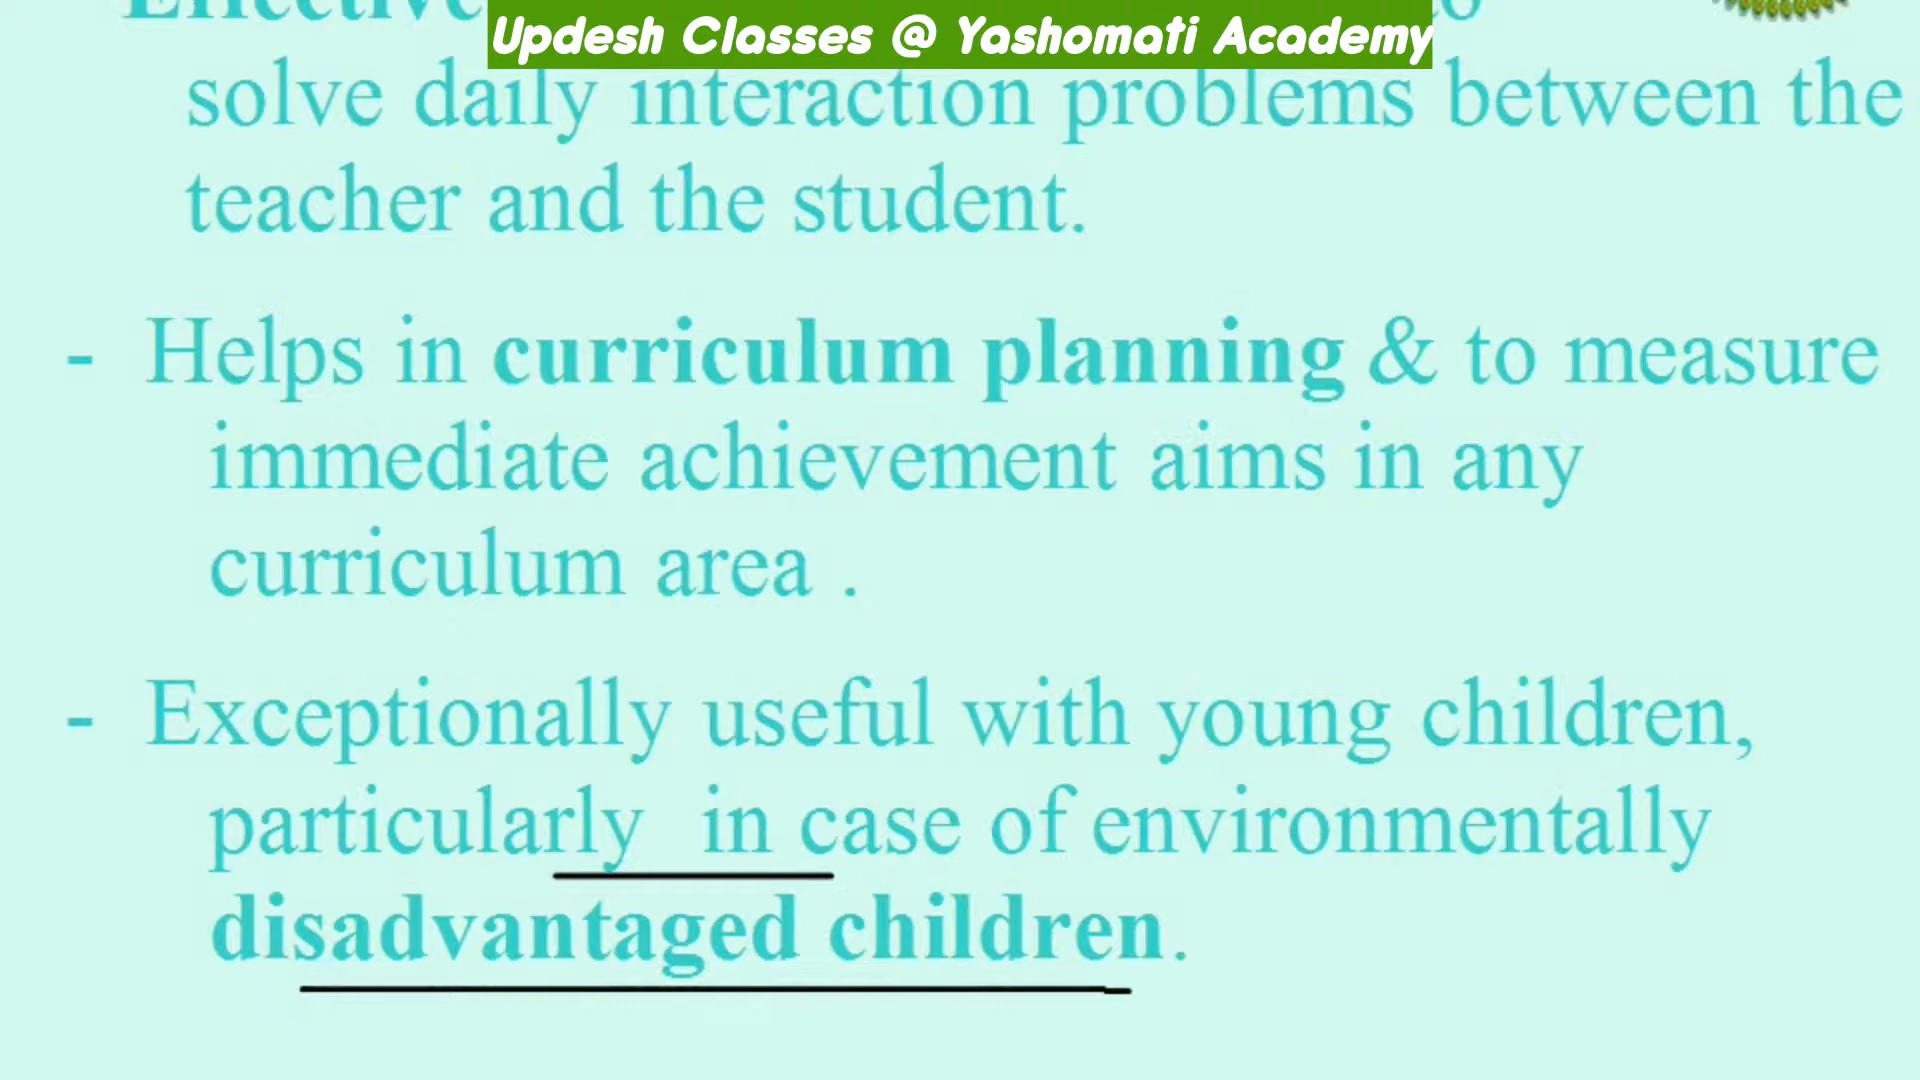 Updesh Classes @ Yashomati Academy
solve daily interaction problems between the
teacher and the student.
- Helps in curriculum planning & to measure
immediate achievement aims in any
curriculum area .
- Exceptionally useful with young children,
particularly in case of environmentally
disadvantaged children.